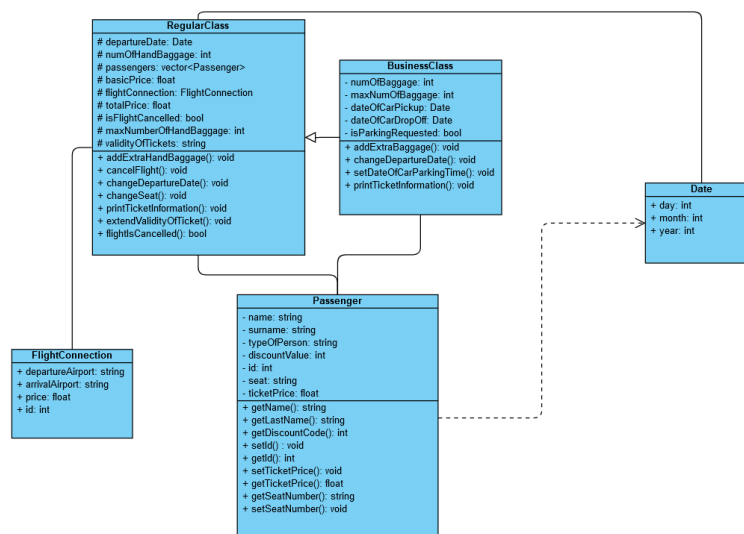 RegularClass
# departureDate: Date
# numOfHandBaggage: int
# passengers: vector<Passenger>
# basicPrice: float
# flightConnection: FlightConnection
# totalPrice: float
# isFlightCancelled: bool
# maxNumberOfHandBaggage: int
# validityOfTickets: string
+ addExtraHandBaggage(): void
+ cancelFlight(): void
+ changeDepartureDate(): void
+ changeSeat(): void
+ printTicketInformation(): void
+ extendValidityOfTicket(): void
+ flightIsCancelled(): bool
BusinessClass
- numOfBaggage: int
- maxNumOfBaggage: int
- dateOfCarPickup: Date
- dateOfCarDropOff: Date
- isParkingRequested: bool
+ addExtraBaggage(): void
+ changeDepartureDate(): void
+ setDateOfCarParkingTime(): void
+ printTicketInformation(): void
Date
+ day: int
+ month: int
+ year: int
Passenger
- name: string
- surname: string
- typeOfPerson: string
- discountValue: int
- id: int
- seat: string
- ticketPrice: float
+ getName(): string
+ getLastName(): string
+ getDiscountCode(): int
+ setId() : void
+ getId(): int
+ setTicketPrice(): void
+ getTicketPrice(): float
+ getSeatNumber(): string
+ setSeatNumber(): void
FlightConnection
+ departureAirport: string
+ arrivalAirport: string
+ price: float
+ id: int